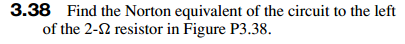 3.38 Find the Norton equivalent of the circuit to the left
of the 2-Ω resistor in Figure P3.38.